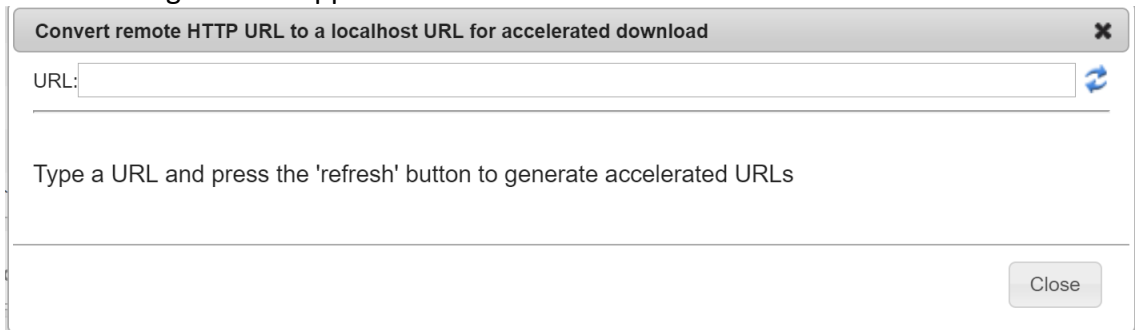 Convert remote HTTP URL to a localhost URL for accelerated download
URL:
Type a URL and press the 'refresh' button to generate accelerated URLs
Close